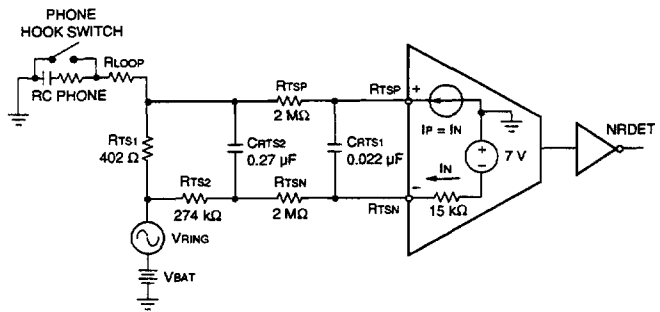 PHONE
HOOK SWITCH
RLOOP
RC PHONE
RTSP
2 MΩ
RTSP
+
IP = IN
NRDET
RTS1
402 Ω
CRTS2
0.27 µF
CRTS1
0.022 µF
+
−
7 V
IN
RTS2
274 kΩ
RTSN
2 MΩ
−
RTSN
15 kΩ
VRING
VBAT